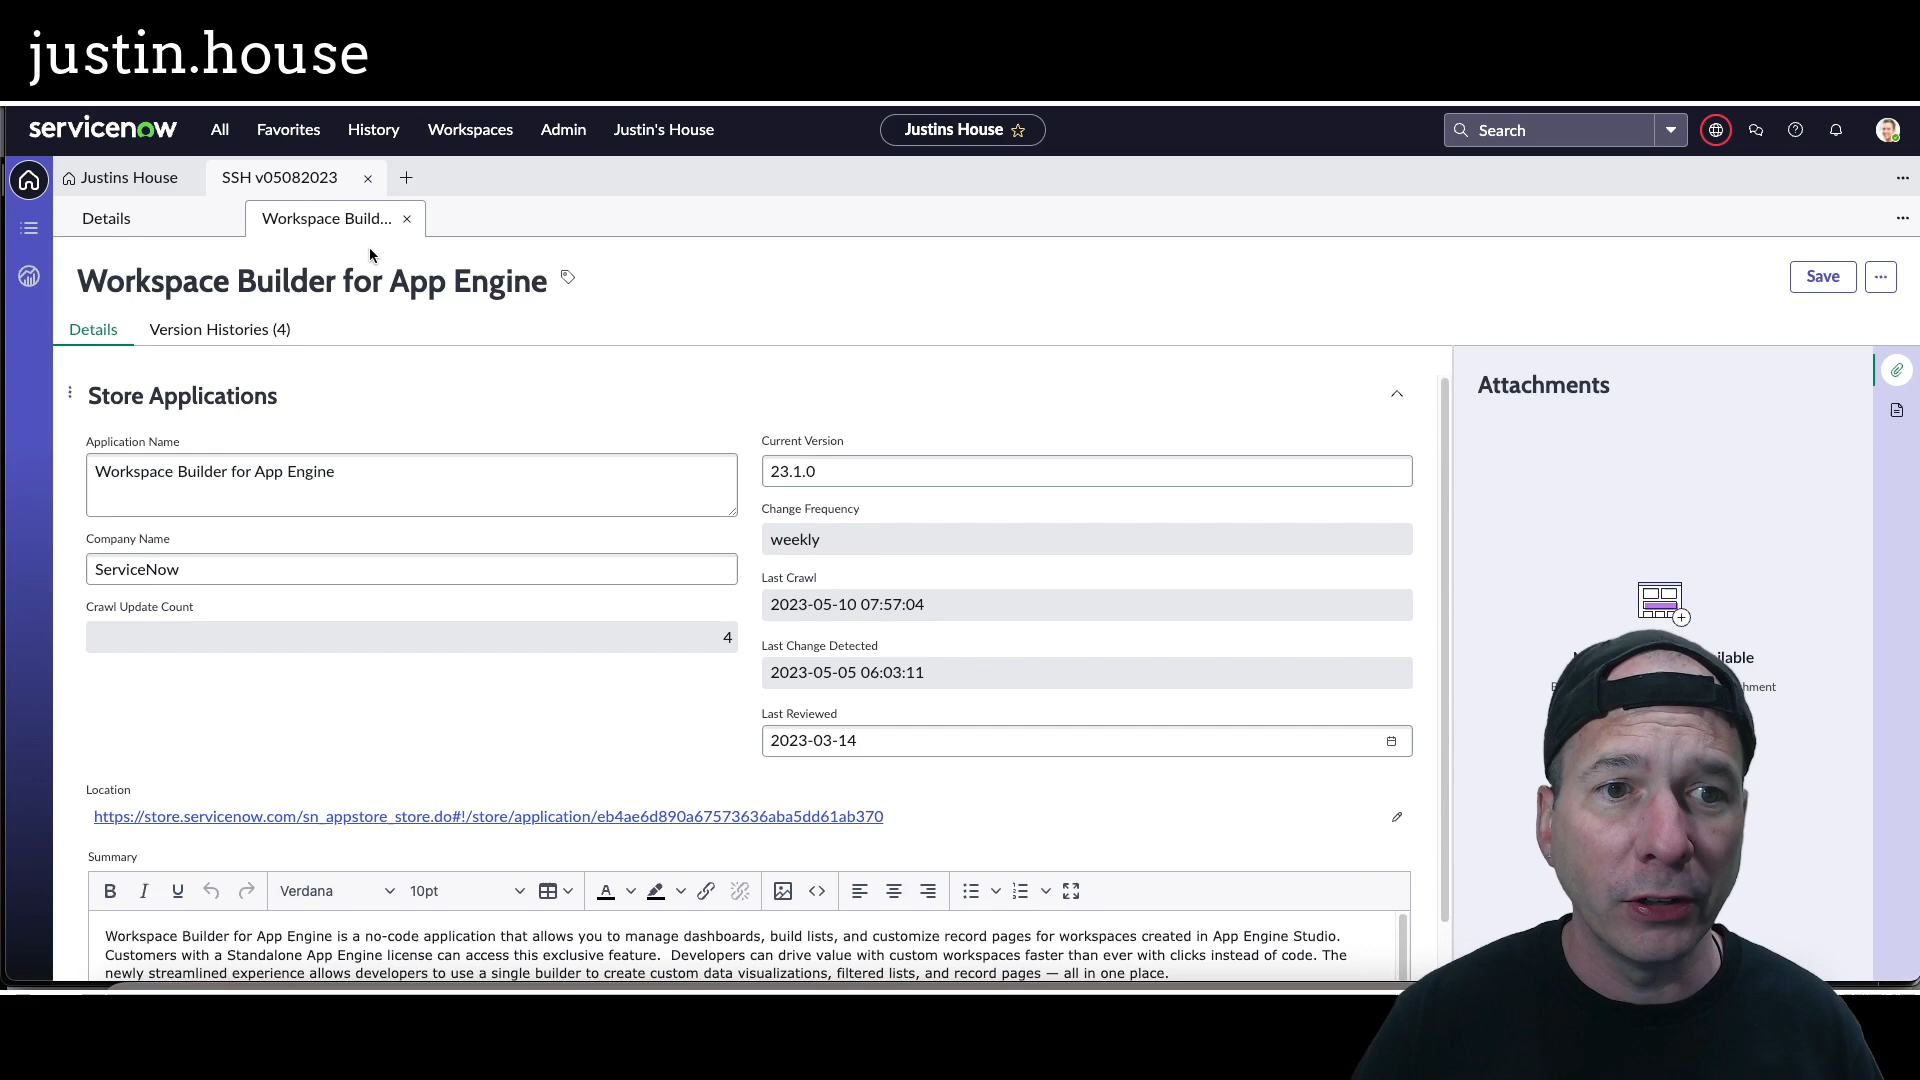 justin.house
servicenow
All
Favorites
History
Workspaces
Admin
Justin's House
Justins House
Search
Justins House
SSH v05082023
Details
Workspace Build...
Workspace Builder for App Engine
Save
Details
Version Histories (4)
Store Applications
Attachments
Application Name
Workspace Builder for App Engine
Current Version
23.1.0
Change Frequency
weekly
Company Name
ServiceNow
Last Crawl
2023-05-10 07:57:04
Crawl Update Count
4
Last Change Detected
2023-05-05 06:03:11
Last Reviewed
2023-03-14
Location
https://store.servicenow.com/sn_appstore_store.do#!/store/application/eb4ae6d890a67573636aba5dd61ab370
Summary
B I U
Verdana
10pt
A
Workspace Builder for App Engine is a no-code application that allows you to manage dashboards, build lists, and customize record pages for workspaces created in App Engine Studio.
Customers with a Standalone App Engine license can access this exclusive feature.  Developers can drive value with custom workspaces faster than ever with clicks instead of code. The
newly streamlined experience allows developers to use a single builder to create custom data visualizations, filtered lists, and record pages — all in one place.